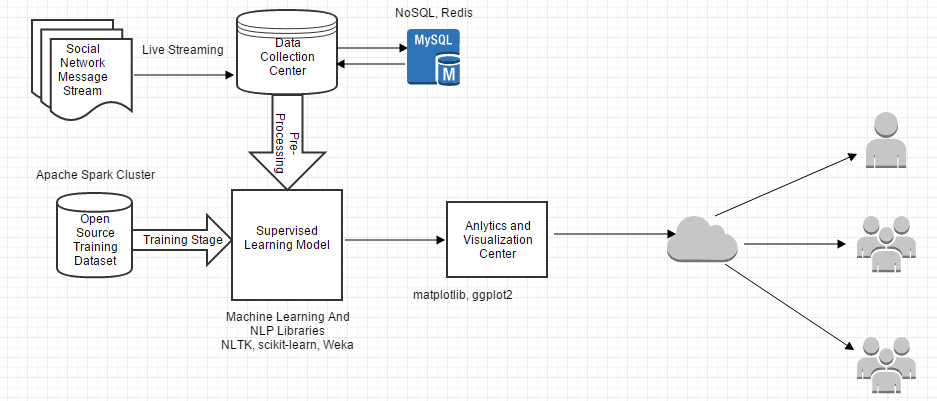 NoSQL, Redis
Social
Network
Message
Stream
Live Streaming
Data
Collection
Center
MySQL
M
Pre-
Processing
Apache Spark Cluster
Open
Source
Training
Dataset
Training Stage
Supervised
Learning Model
Anlytics and
Visualization
Center
matplotlib, ggplot2
Machine Learning And
NLP Libraries
NLTK, scikit-learn, Weka